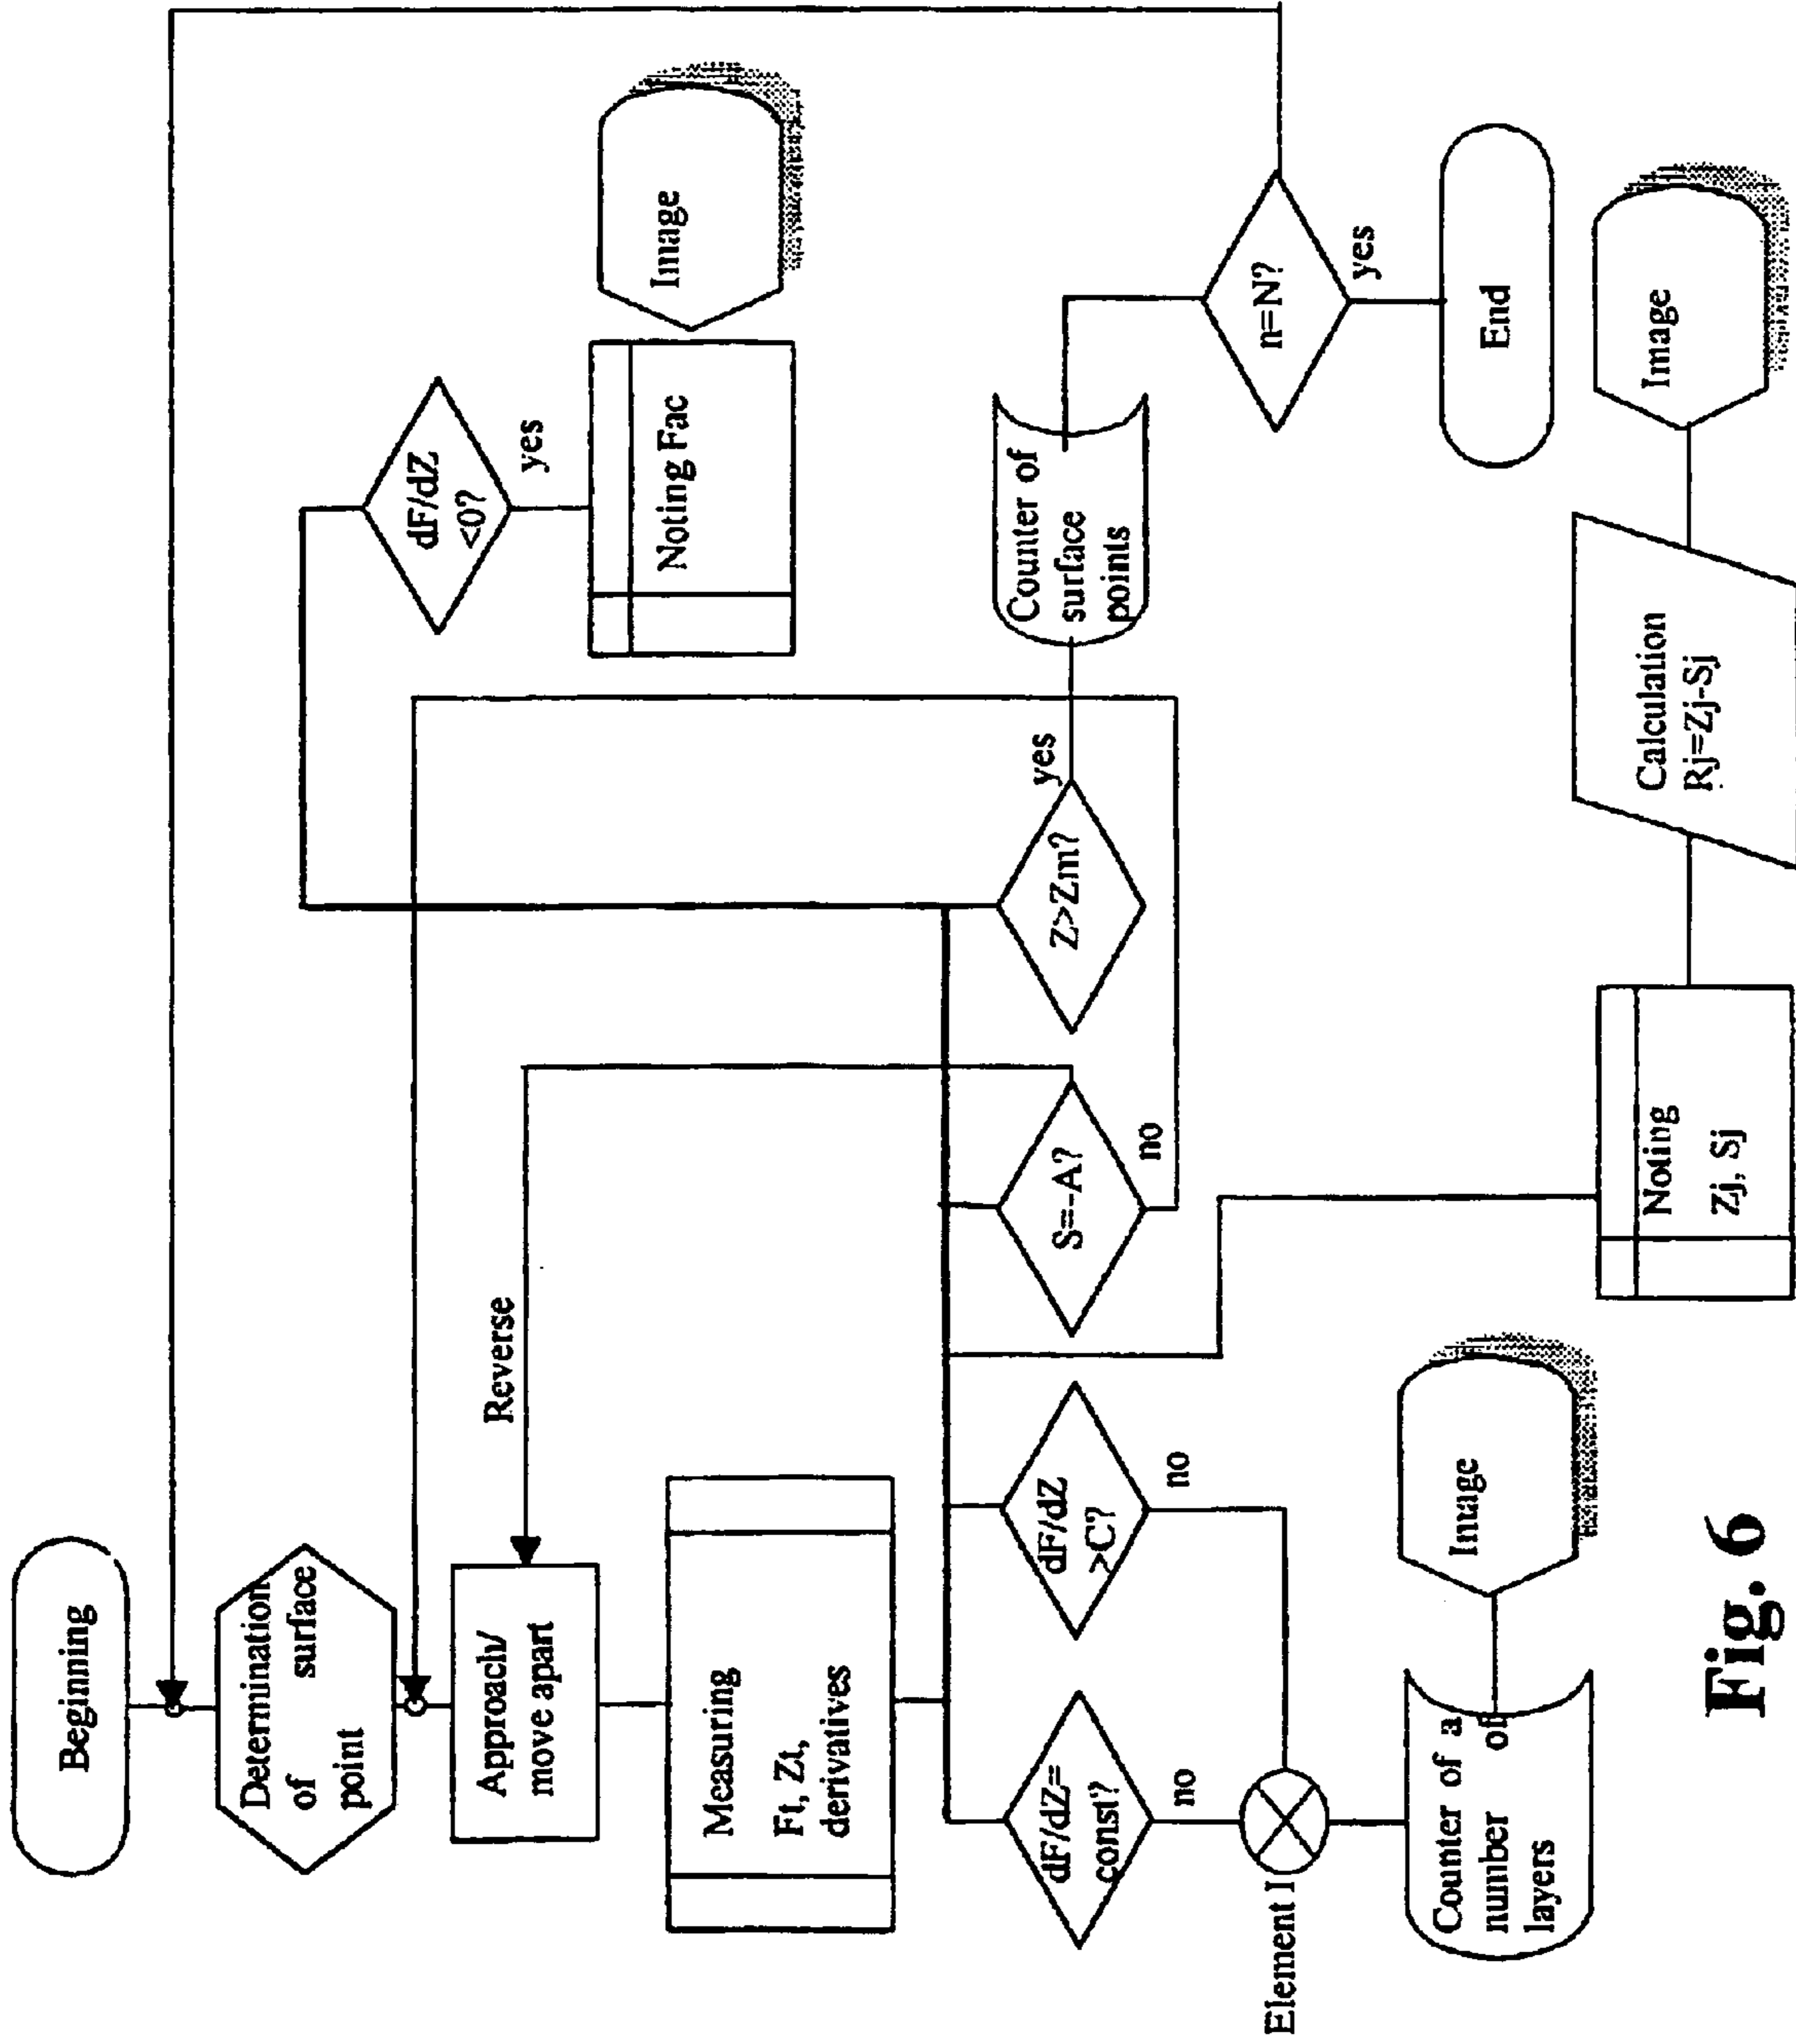 Beginning
Determination
of surface
point
Approach/
move apart
Reverse
Measuring
Ft, Zt,
derivatives
dF/dZ=
const?
no
dF/dZ
>C?
no
S=-A?
no
Z>Zm?
yes
dF/dZ
<0?
yes
Noting Fac
Image
Element I
Counter of a
number of
layers
Image
Counter of
surface
points
n=N?
yes
End
Noting
Zj, Sj
Calculation
Rj=Zj-Sj
Image
Fig. 6